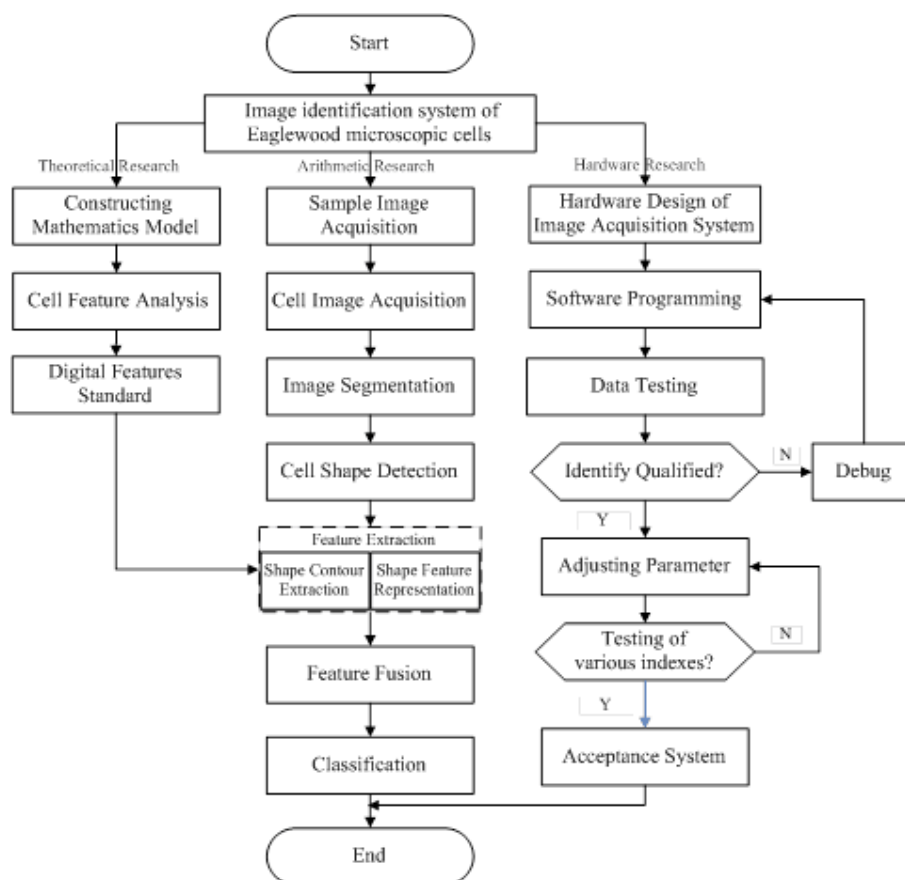 Start
Image identification system of
Eaglewood microscopic cells
Theoretical Research
Arithmetic Research
Hardware Research
Constructing
Mathematics Model
Sample Image
Acquisition
Hardware Design of
Image Acquisition System
Cell Feature Analysis
Cell Image Acquisition
Software Programming
Digital Features
Standard
Image Segmentation
Data Testing
Cell Shape Detection
Identify Qualified?
N
Debug
Y
Feature Extraction
Shape Contour
Extraction
Shape Feature
Representation
Adjusting Parameter
Feature Fusion
Testing of
various indexes?
N
Y
Classification
Acceptance System
End